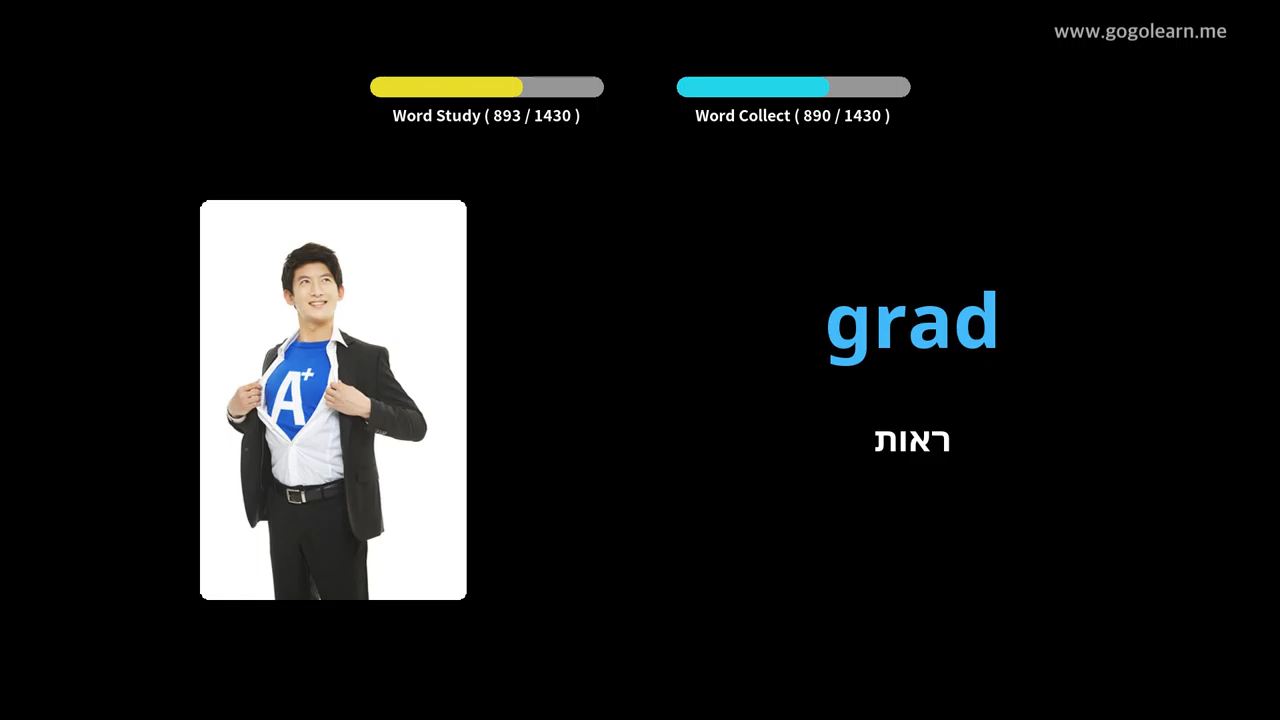 www.gogolearn.me
Word Study ( 893 / 1430 )
Word Collect ( 890 / 1430 )
A+
grad
ראות